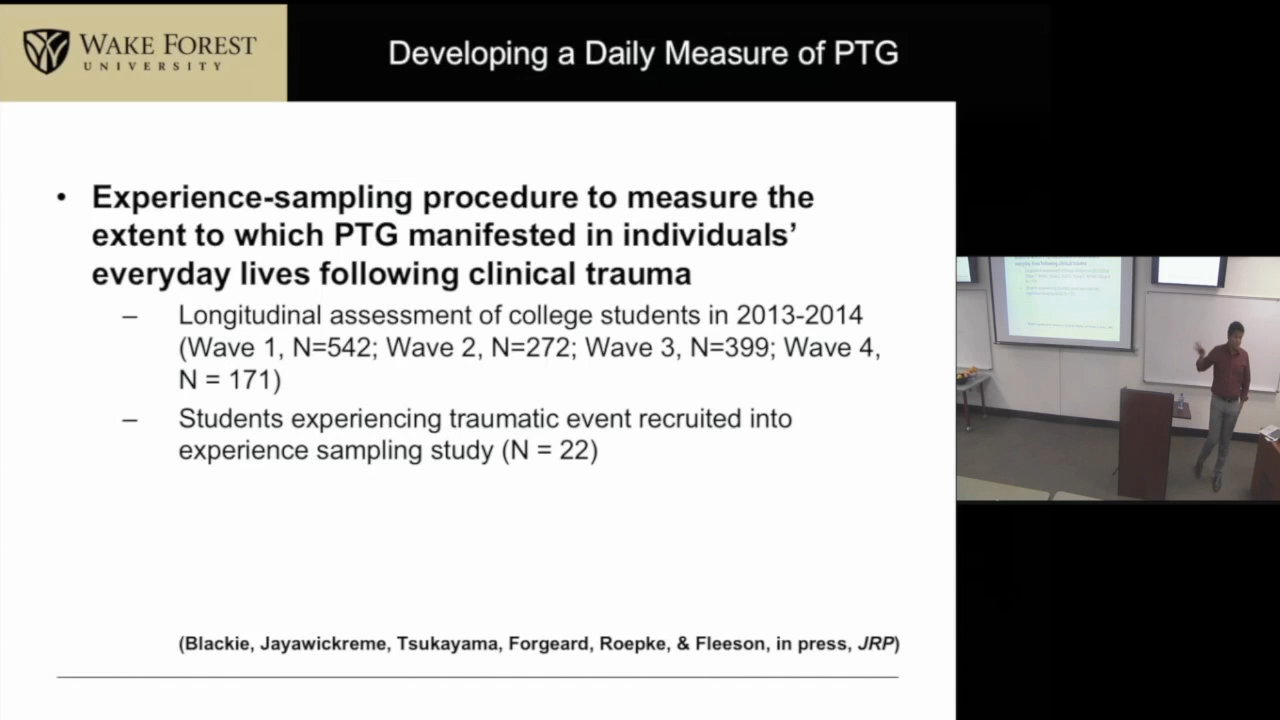 WAKE FOREST
UNIVERSITY
Developing a Daily Measure of PTG
• Experience-sampling procedure to measure the
extent to which PTG manifested in individuals’
everyday lives following clinical trauma
– Longitudinal assessment of college students in 2013-2014
(Wave 1, N=542; Wave 2, N=272; Wave 3, N=399; Wave 4,
N = 171)
– Students experiencing traumatic event recruited into
experience sampling study (N = 22)
(Blackie, Jayawickreme, Tsukayama, Forgeard, Roepke, & Fleeson, in press, JRP)